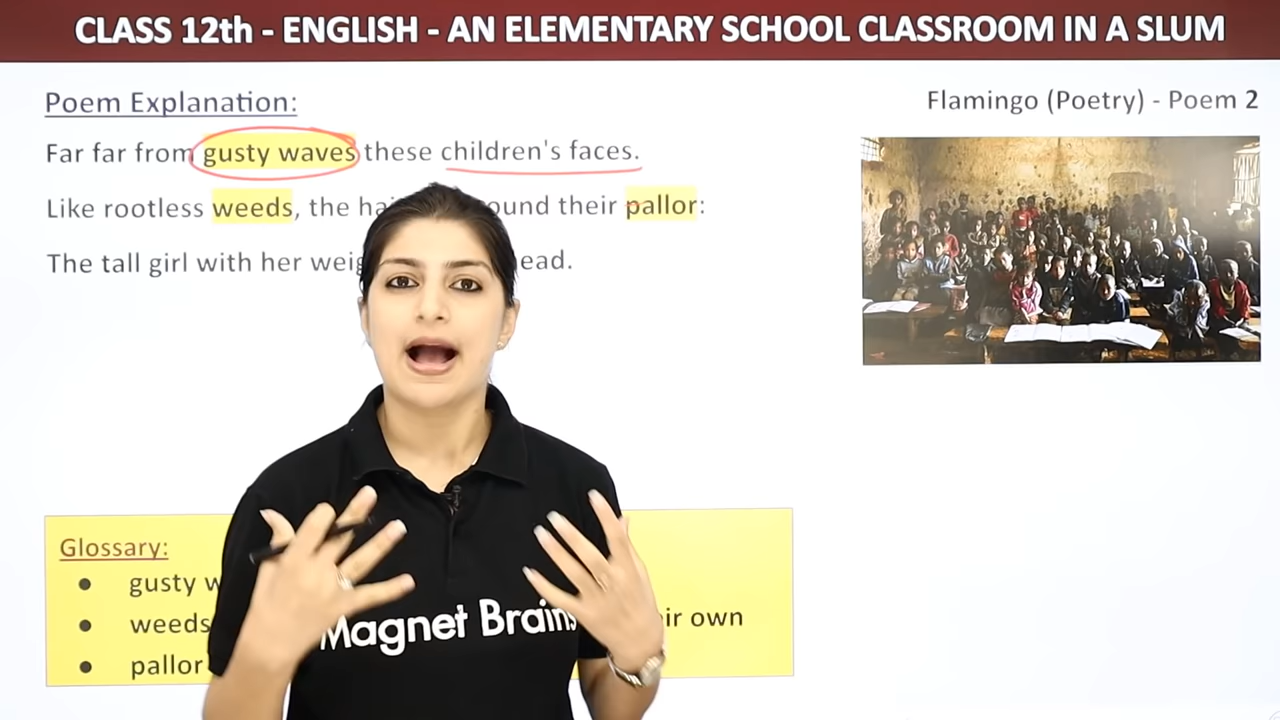 CLASS 12th - ENGLISH - AN ELEMENTARY SCHOOL CLASSROOM IN A SLUM
Poem Explanation:
Flamingo (Poetry) - Poem 2
Far far from gusty waves these children's faces.
Like rootless weeds, the ound their pallor:
The tall girl with her ead.
Glossary:
● gusty
● weeds ir own
● pallor
Magnet Brains